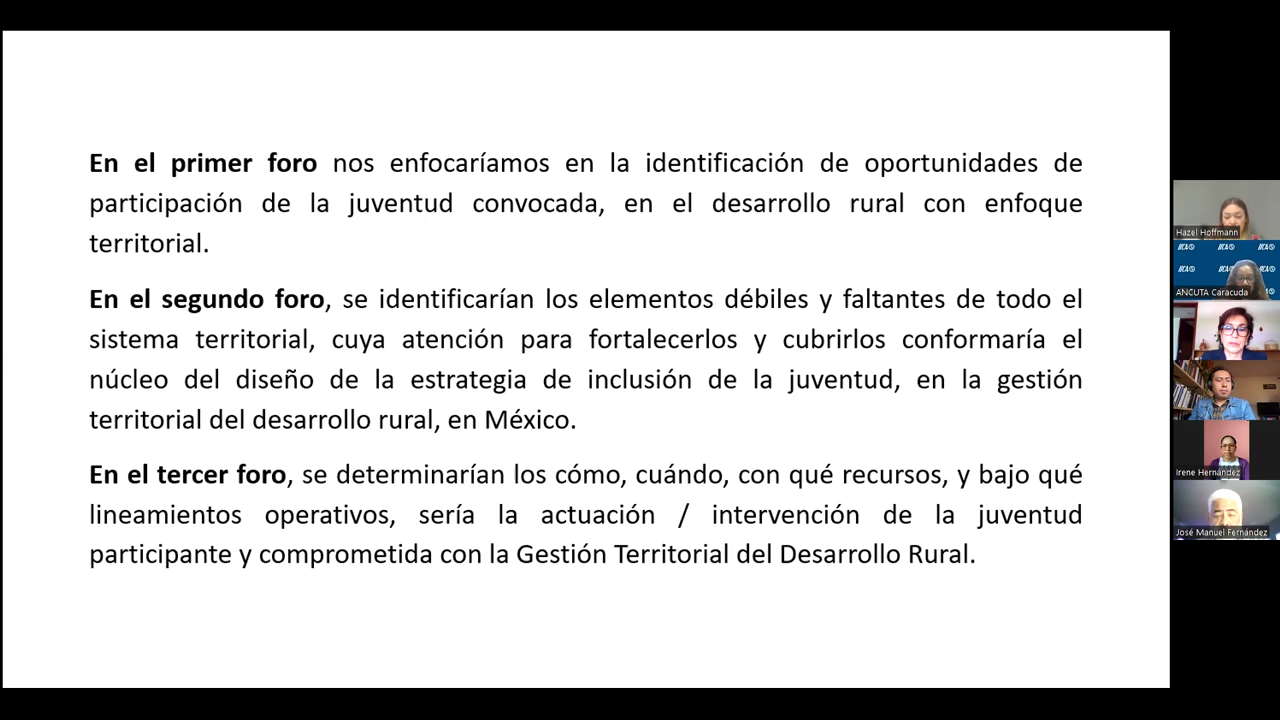 En el primer foro nos enfocaríamos en la identificación de oportunidades de
participación de la juventud convocada, en el desarrollo rural con enfoque
territorial.
En el segundo foro, se identificarían los elementos débiles y faltantes de todo el
sistema territorial, cuya atención para fortalecerlos y cubrirlos conformaría el
núcleo del diseño de la estrategia de inclusión de la juventud, en la gestión
territorial del desarrollo rural, en México.
En el tercer foro, se determinarían los cómo, cuándo, con qué recursos, y bajo qué
lineamientos operativos, sería la actuación / intervención de la juventud
participante y comprometida con la Gestión Territorial del Desarrollo Rural.
Hazel Hoffmann
ANCUTA Caracuda
Irene Hernández
José Manuel Fernández